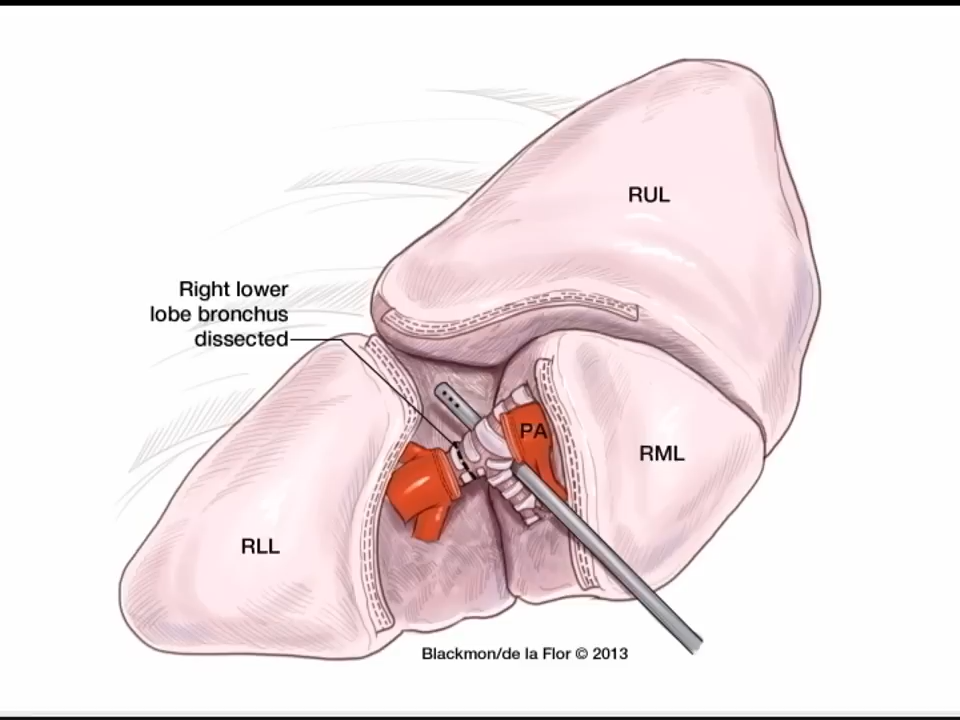 RUL
Right lower
lobe bronchus
dissected
PA
RML
RLL
Blackmon/de la Flor © 2013